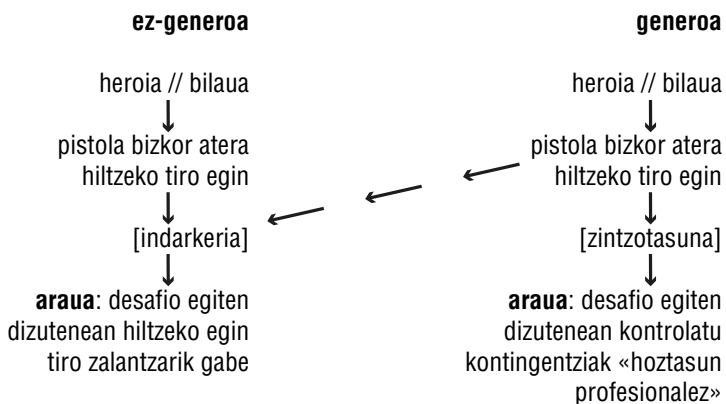 ez-generoa
heroia // bilaua
pistola bizkor atera
hiltzeko tiro egin
[indarkeria]
araua: desafio egiten
dizutenean hiltzeko egin
tiro zalantzarik gabe
generoa
heroia // bilaua
pistola bizkor atera
hiltzeko tiro egin
[zintzotasuna]
araua: desafio egiten
dizutenean kontrolatu
kontingentziak «hoztasun
profesionalez»